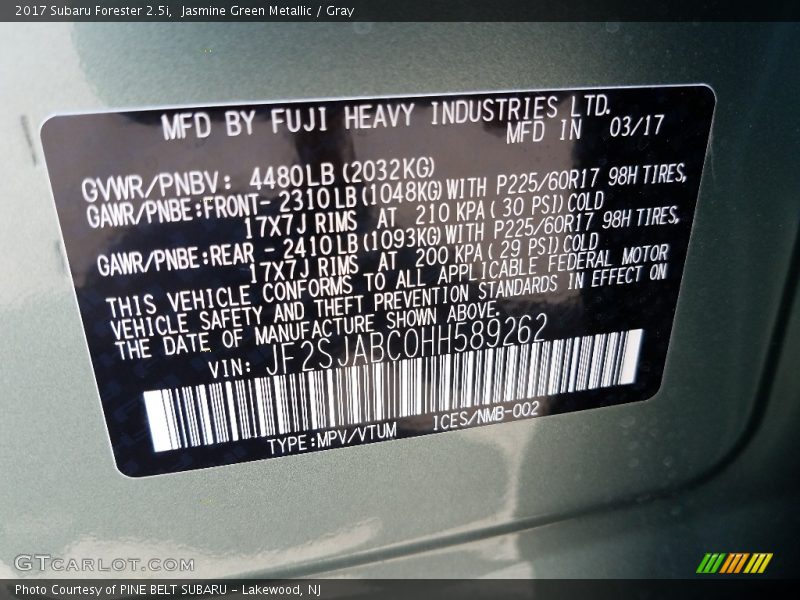 2017 Subaru Forester 2.5i,  Jasmine Green Metallic / Gray
MFD BY FUJI HEAVY INDUSTRIES LTD.
MFD IN 03/17
GVWR/PNBV: 4480LB(2032KG)
GAWR/PNBE:FRONT- 2310LB(1048KG)WITH P225/60R17 98H TIRES,
17X7J RIMS AT 210 KPA( 30 PSI)COLD
GAWR/PNBE:REAR - 2410LB(1093KG)WITH P225/60R17 98H TIRES,
17X7J RIMS AT 200 KPA( 29 PSI)COLD
THIS VEHICLE CONFORMS TO ALL APPLICABLE FEDERAL MOTOR
VEHICLE SAFETY AND THEFT PREVENTION STANDARDS IN EFFECT ON
THE DATE OF MANUFACTURE SHOWN ABOVE.
VIN: JF2SJABC0HH589262
TYPE:MPV/VTUM ICES/NMB-002
GTCARLOT.COM
Photo Courtesy of PINE BELT SUBARU - Lakewood, NJ